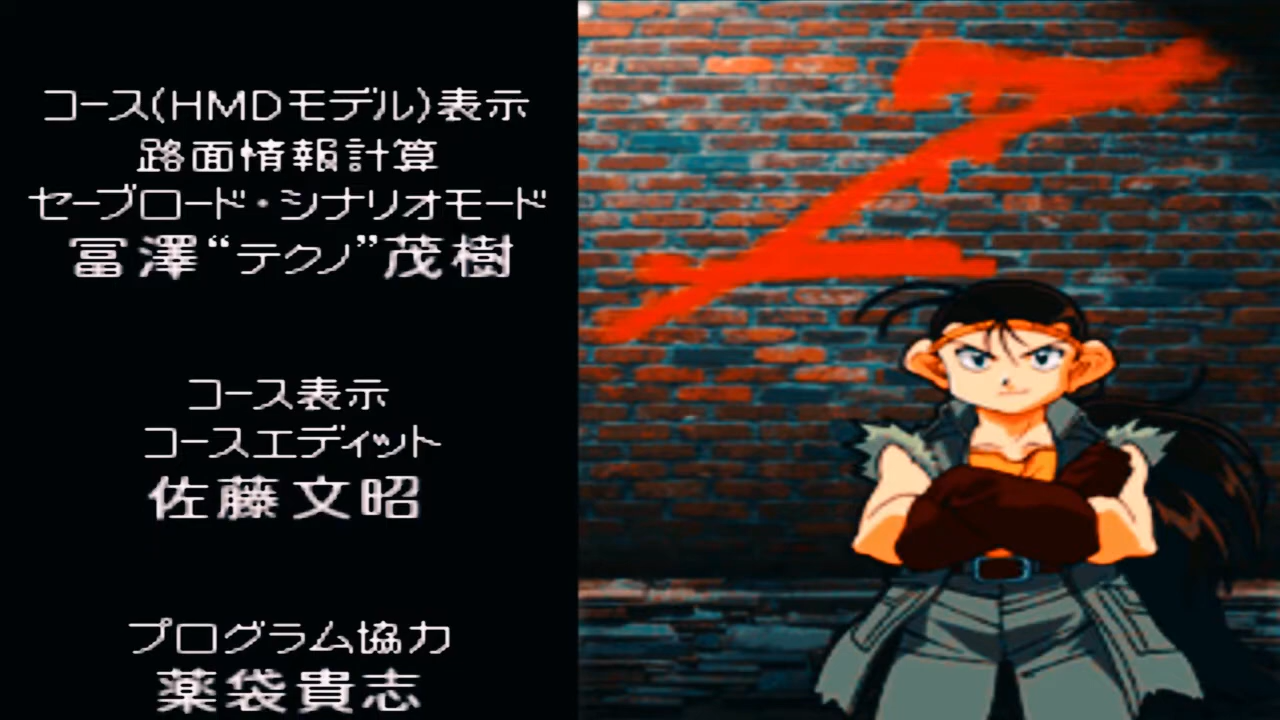 コース(HMDモデル)表示
路面情報計算
セーブロード・シナリオモード
冨澤“テクノ”茂樹
コース表示
コースエディット
佐藤文昭
プログラム協力
薬袋貴志
Z